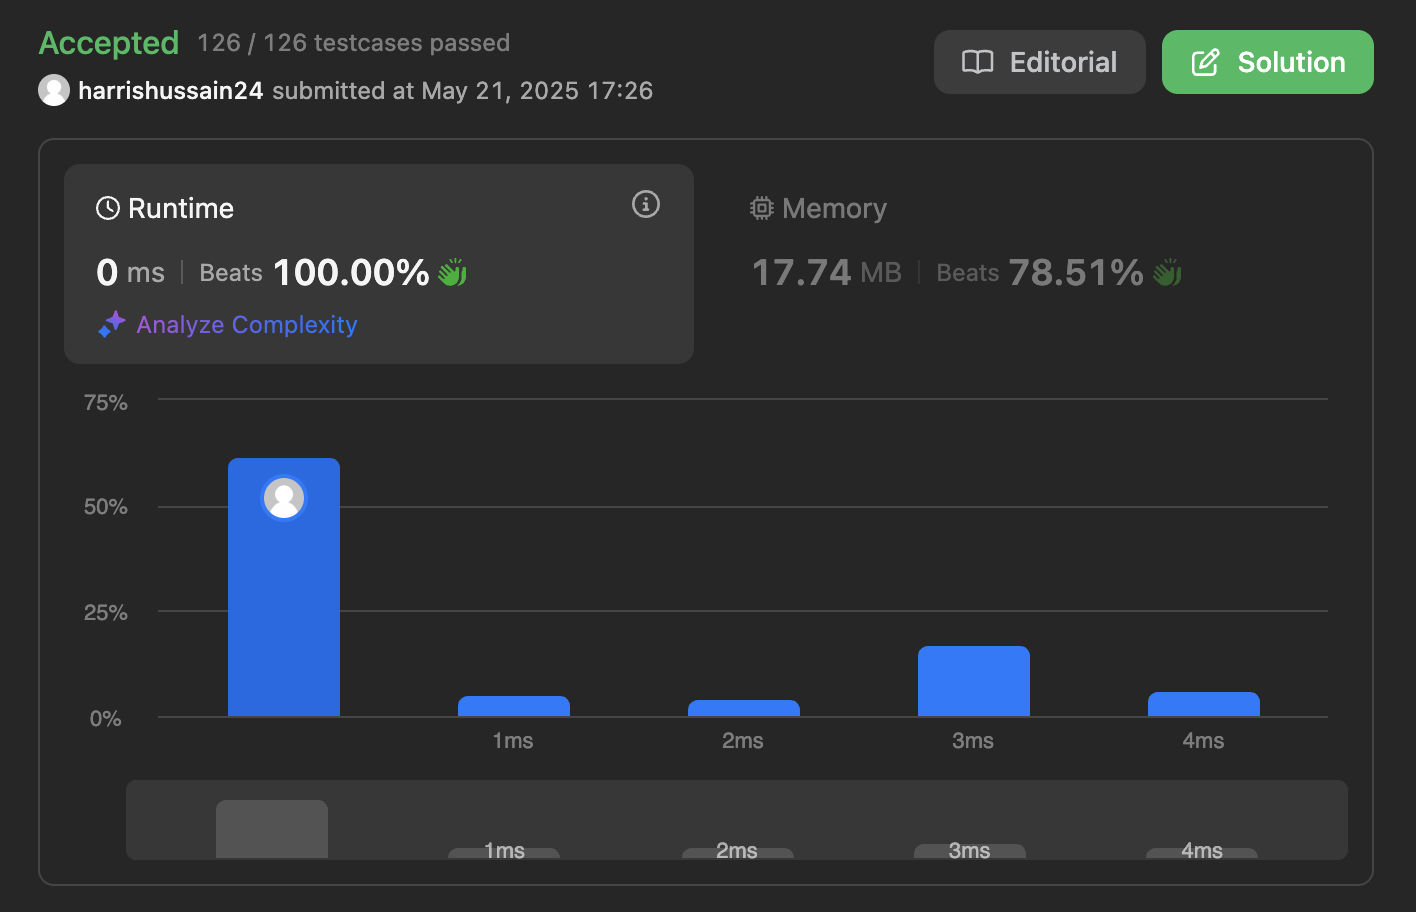 Accepted 126 / 126 testcases passed
harrishussain24 submitted at May 21, 2025 17:26
Editorial
Solution
Runtime
0 ms | Beats 100.00%
Analyze Complexity
Memory
17.74 MB | Beats 78.51%
75%
50%
25%
0%
1ms 2ms 3ms 4ms
1ms 2ms 3ms 4ms